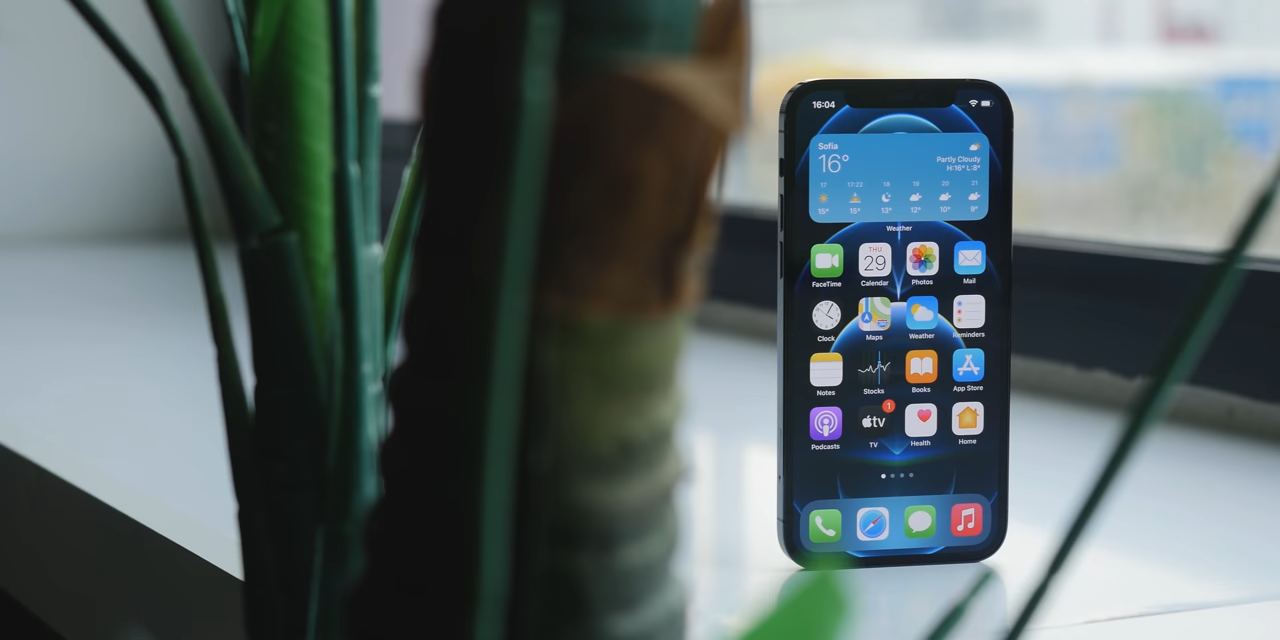 16:04
Sofia
16°
Partly Cloudy
H:16° L:8°
17 17:22 18 19 20 21
15° 15° 13° 12° 10° 9°
Weather
THU
29
FaceTime Calendar Photos Mail
Clock Maps Weather Reminders
Notes Stocks Books App Store
1
tv
Podcasts TV Health Home